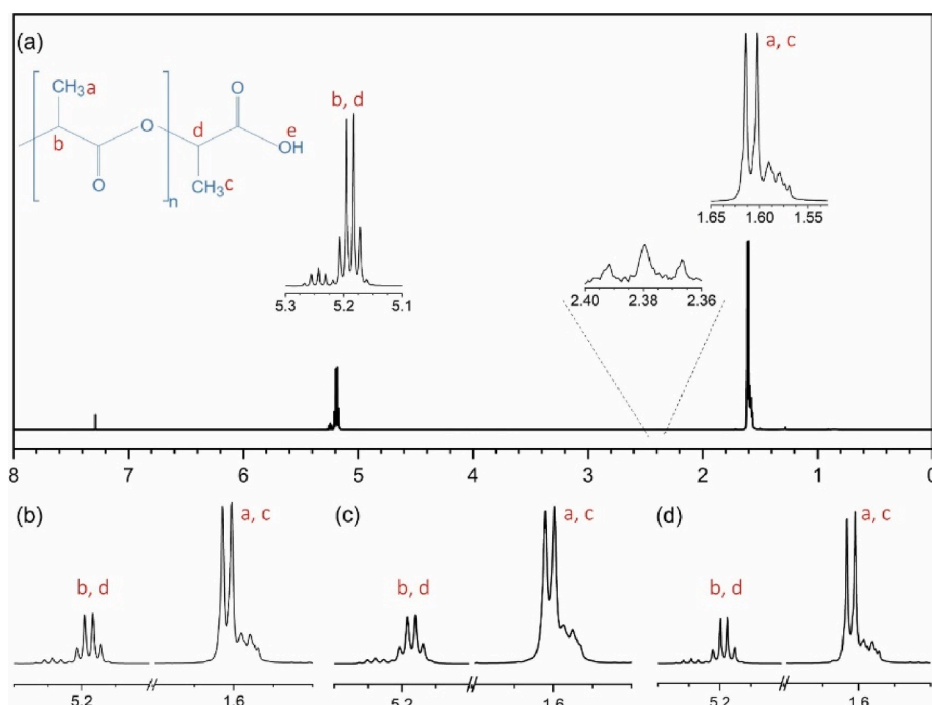 (a)
a, c
CH₃a
O
b, d
O
d
e
b
OH
O
CH₃c
n
1.65 1.60 1.55
5.3 5.2 5.1
2.40 2.38 2.36
8 7 6 5 4 3 2 1 0
(b)
a, c
b, d
5.2 1.6
(c)
a, c
b, d
5.2 1.6
(d)
a, c
b, d
5.2 1.6